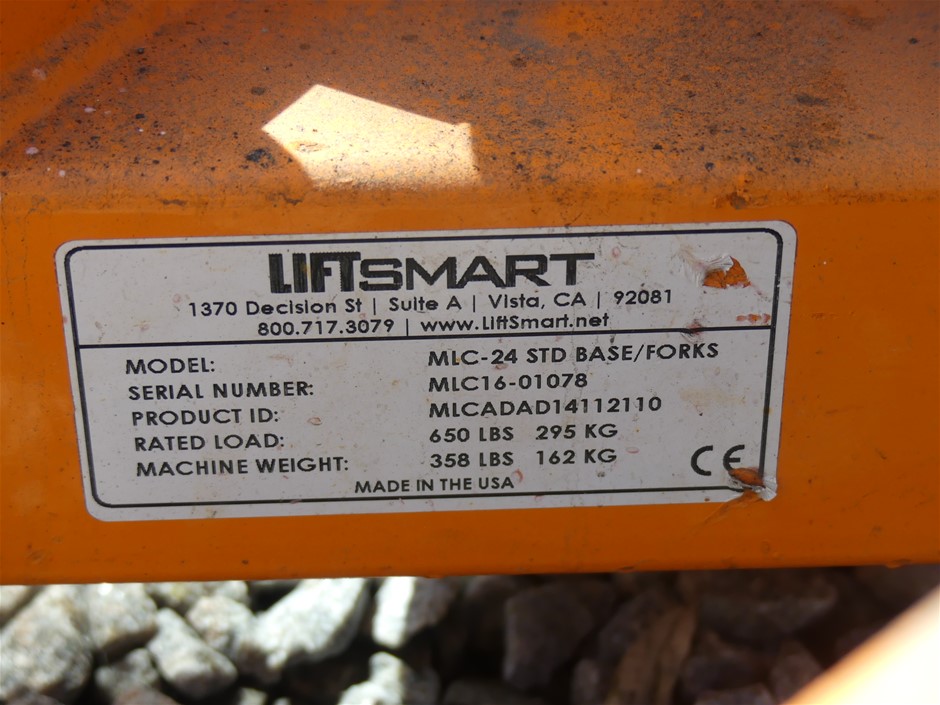 LIFTSMART
1370 Decision St | Suite A | Vista, CA | 92081
800.717.3079 | www.LiftSmart.net
MODEL: MLC-24 STD BASE/FORKS
SERIAL NUMBER: MLC16-01078
PRODUCT ID: MLCADAD14112110
RATED LOAD: 650 LBS 295 KG
MACHINE WEIGHT: 358 LBS 162 KG
CE
MADE IN THE USA